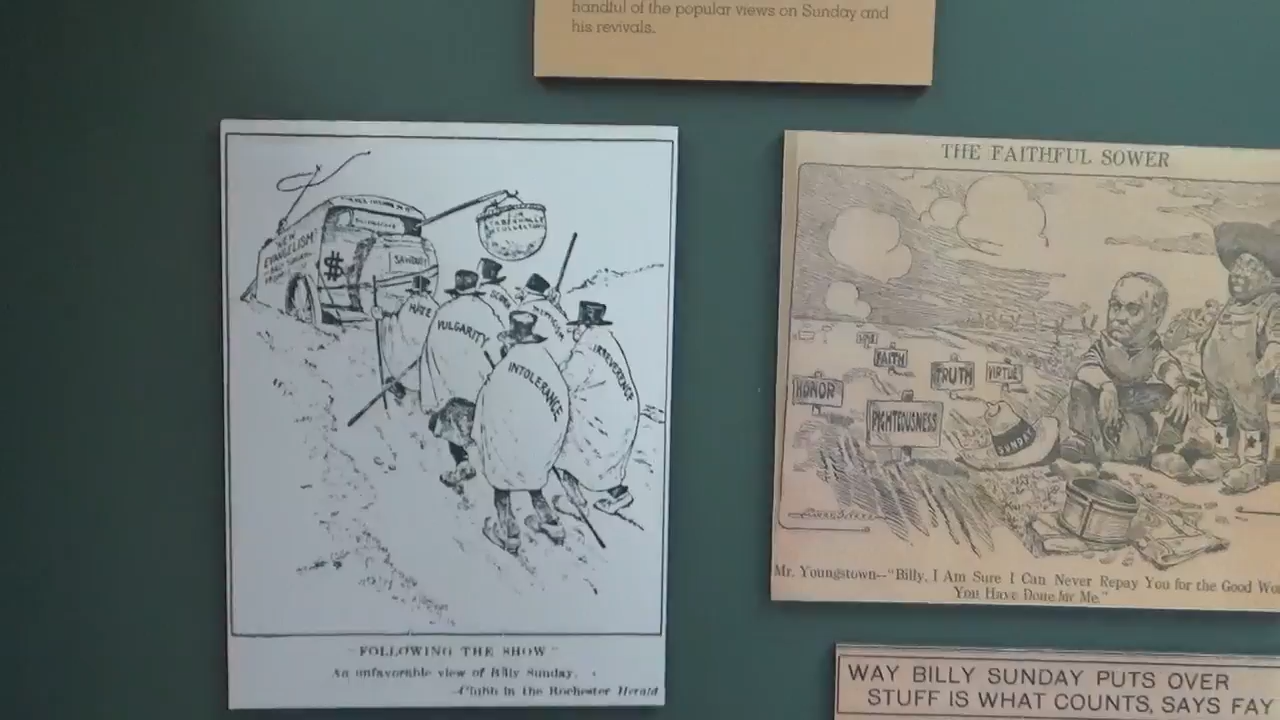 handful of the popular views on Sunday and
his revivals.
"NEW
EVANGELISM"
$
SAWDUST
HATE
VULGARITY
INTOLERANCE
IRREVERENCE
"FOLLOWING THE SHOW"
An unfavorable view of Billy Sunday.
—Clubb in the Rochester Herald
THE FAITHFUL SOWER
FAITH
HONOR
TRUTH
VIRTUE
RIGHTEOUSNESS
SUNDAY
Mr. Youngstown—"Billy, I Am Sure I Can Never Repay You for the Good Wo
You Have Done for Me."
WAY BILLY SUNDAY PUTS OVER
STUFF IS WHAT COUNTS, SAYS FAY